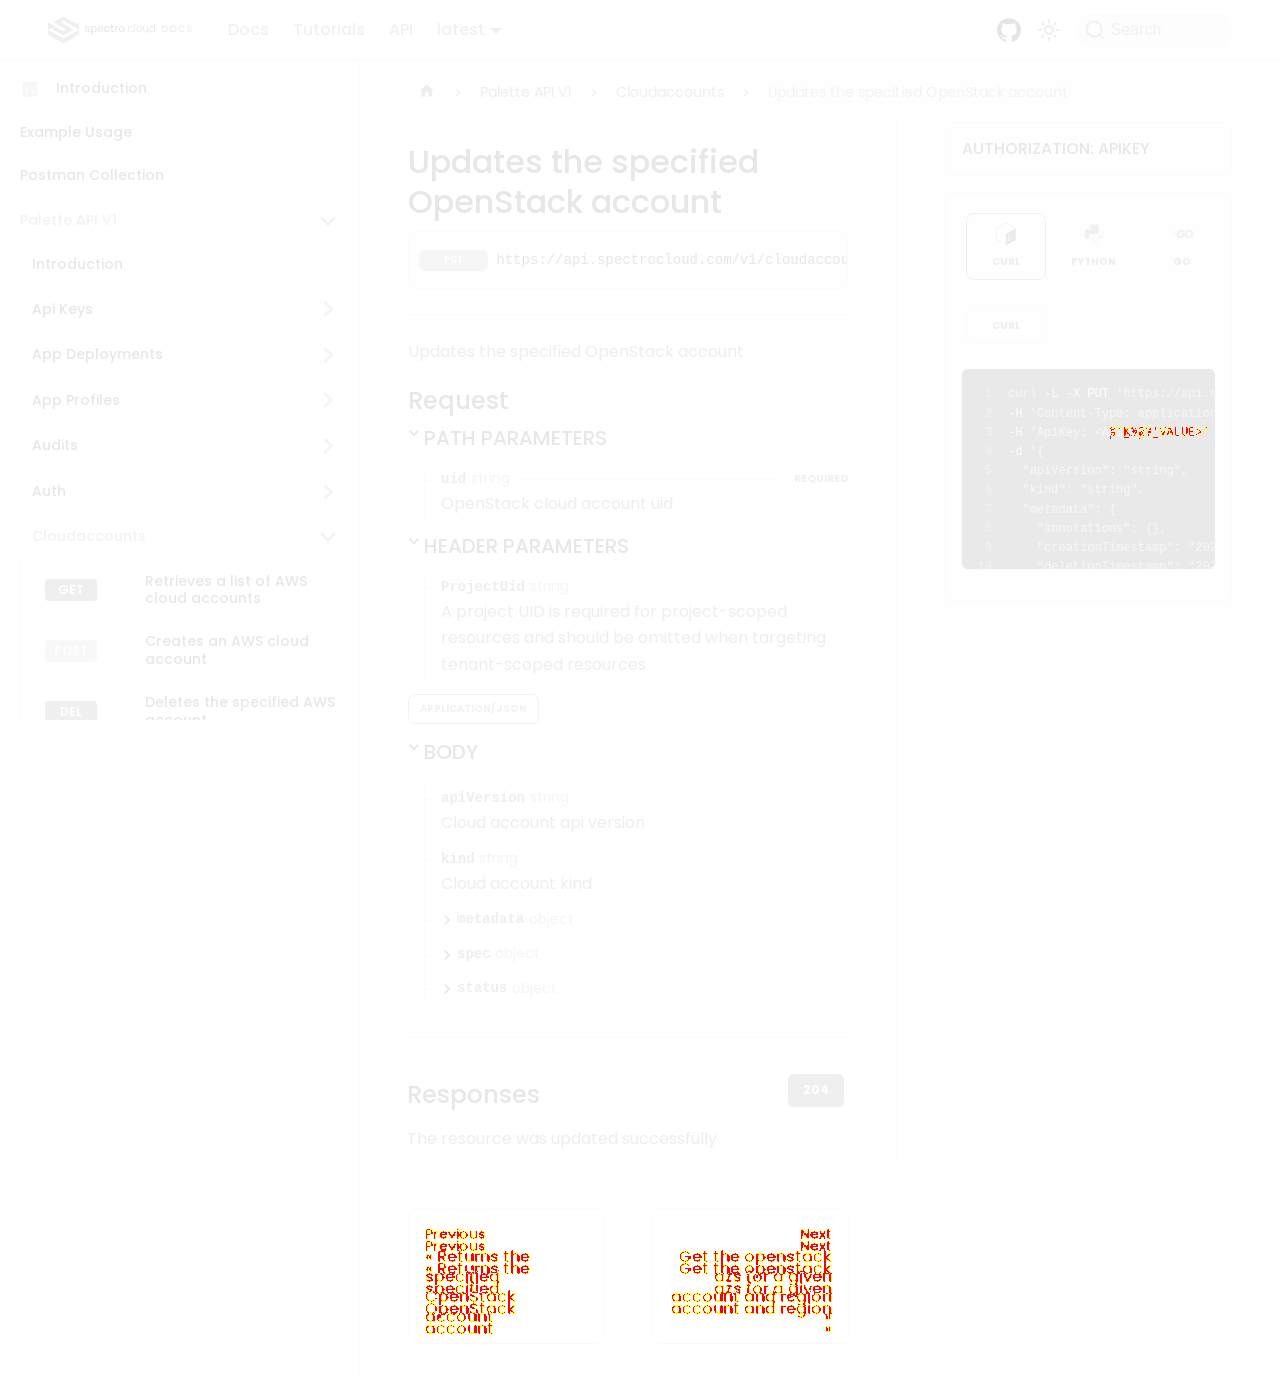 spectro cloud DOCS
Docs Tutorials API latest
Search
Introduction
Example Usage
Postman Collection
Palette API V1
Introduction
Api Keys
App Deployments
App Profiles
Audits
Auth
Cloudaccounts
GET Retrieves a list of AWS
cloud accounts
POST Creates an AWS cloud
account
DEL Deletes the specified AWS
account
Palette API V1 > Cloudaccounts > Updates the specified OpenStack account
Updates the specified
OpenStack account
PUT https://api.spectrocloud.com/v1/cloudaccou
Updates the specified OpenStack account
Request
PATH PARAMETERS
uid string REQUIRED
OpenStack cloud account uid
HEADER PARAMETERS
ProjectUid string
A project UID is required for project-scoped
resources and should be omitted when targeting
tenant-scoped resources
APPLICATION/JSON
BODY
apiVersion string
Cloud account api version
kind string
Cloud account kind
metadata object
spec object
status object
Responses
204
The resource was updated successfully
Previous
« Returns the
specified
OpenStack
account
Next
Get the openstack
azs for a given
account and region
»
AUTHORIZATION: APIKEY
CURL PYTHON GO
CURL
1 curl -L -X PUT 'https://api.s
2 -H 'Content-Type: application
3 -H 'ApiKey: <A
4 -d '{
5 "apiVersion": "string",
6 "kind": "string",
7 "metadata": {
8 "annotations": {},
9 "creationTimestamp": "202
10 "deletionTimestamp": "202